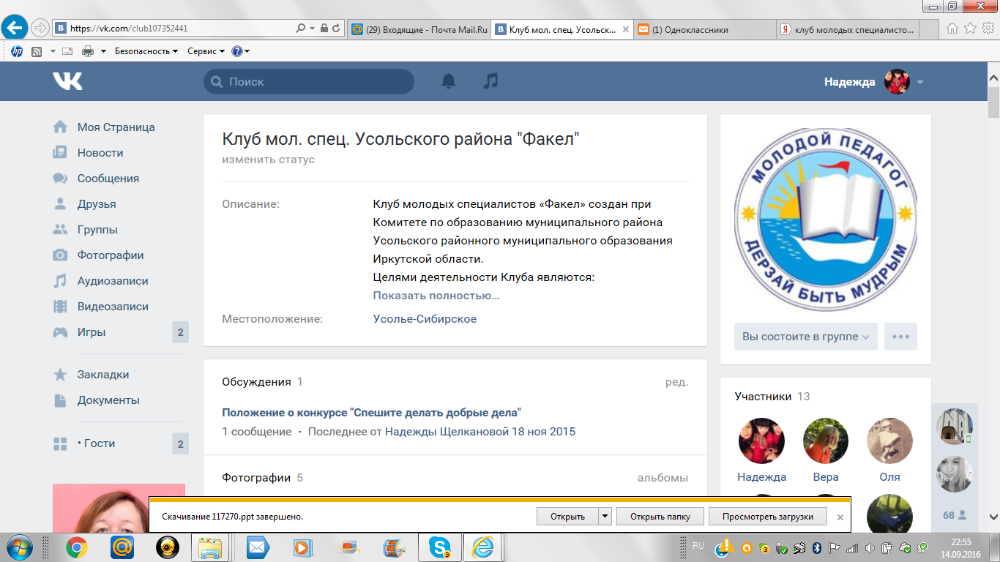 https://vk.com/club107352441
(29) Входящие - Почта Mail.Ru
Клуб мол. спец. Усольск...
(1) Одноклассники
клуб молодых специалисто...
Безопасность
Сервис
Поиск
Надежда
Моя Страница
Новости
Сообщения
Друзья
Группы
Фотографии
Аудиозаписи
Видеозаписи
Игры 2
Закладки
Документы
• Гости 2
Клуб мол. спец. Усольского района "Факел"
изменить статус
Описание:
Клуб молодых специалистов «Факел» создан при
Комитете по образованию муниципального района
Усольского районного муниципального образования
Иркутской области.
Целями деятельности Клуба являются:
Показать полностью...
Местоположение: Усолье-Сибирское
Обсуждения 1 ред.
Положение о конкурсе "Спешите делать добрые дела"
1 сообщение · Последнее от Надежды Щелкановой 18 ноя 2015
Фотографии 5 альбомы
МОЛОДОЙ ПЕДАГОГ
ДЕРЗАЙ БЫТЬ МУДРЫМ
Вы состоите в группе
Участники 13
Надежда Вера Оля
68
Скачивание 117270.ppt завершено.
Открыть
Открыть папку
Просмотреть загрузки
RU
22:55
14.09.2016